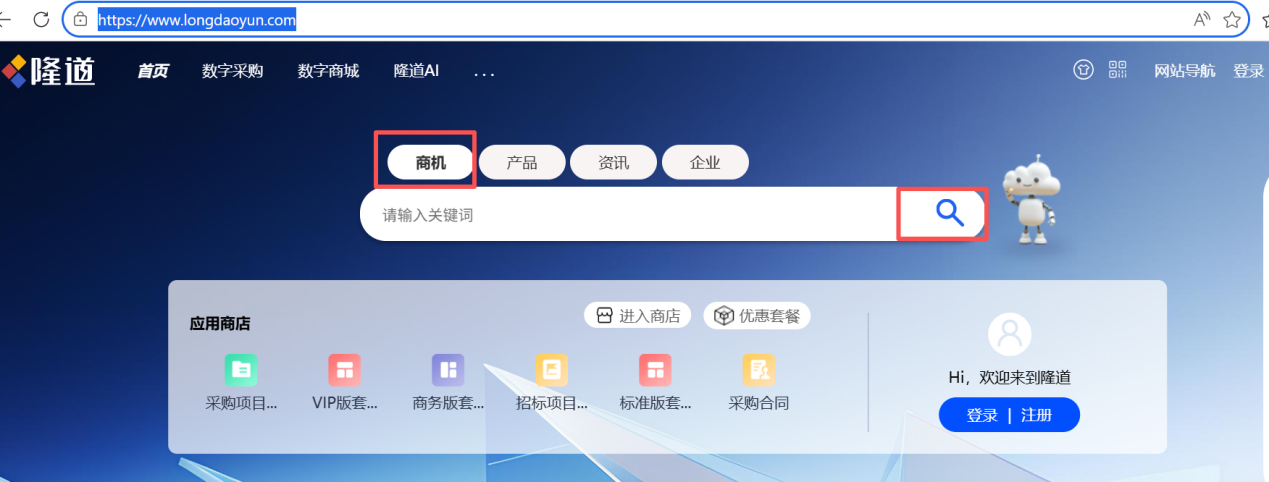 https://www.longdaoyun.com
隆道 首页 数字采购 数字商城 隆道AI ... 网站导航 登录
商机 产品 资讯 企业
请输入关键词
应用商店 进入商店 优惠套餐
采购项目... VIP版套... 商务版套... 招标项目... 标准版套... 采购合同
Hi，欢迎来到隆道
登录 | 注册